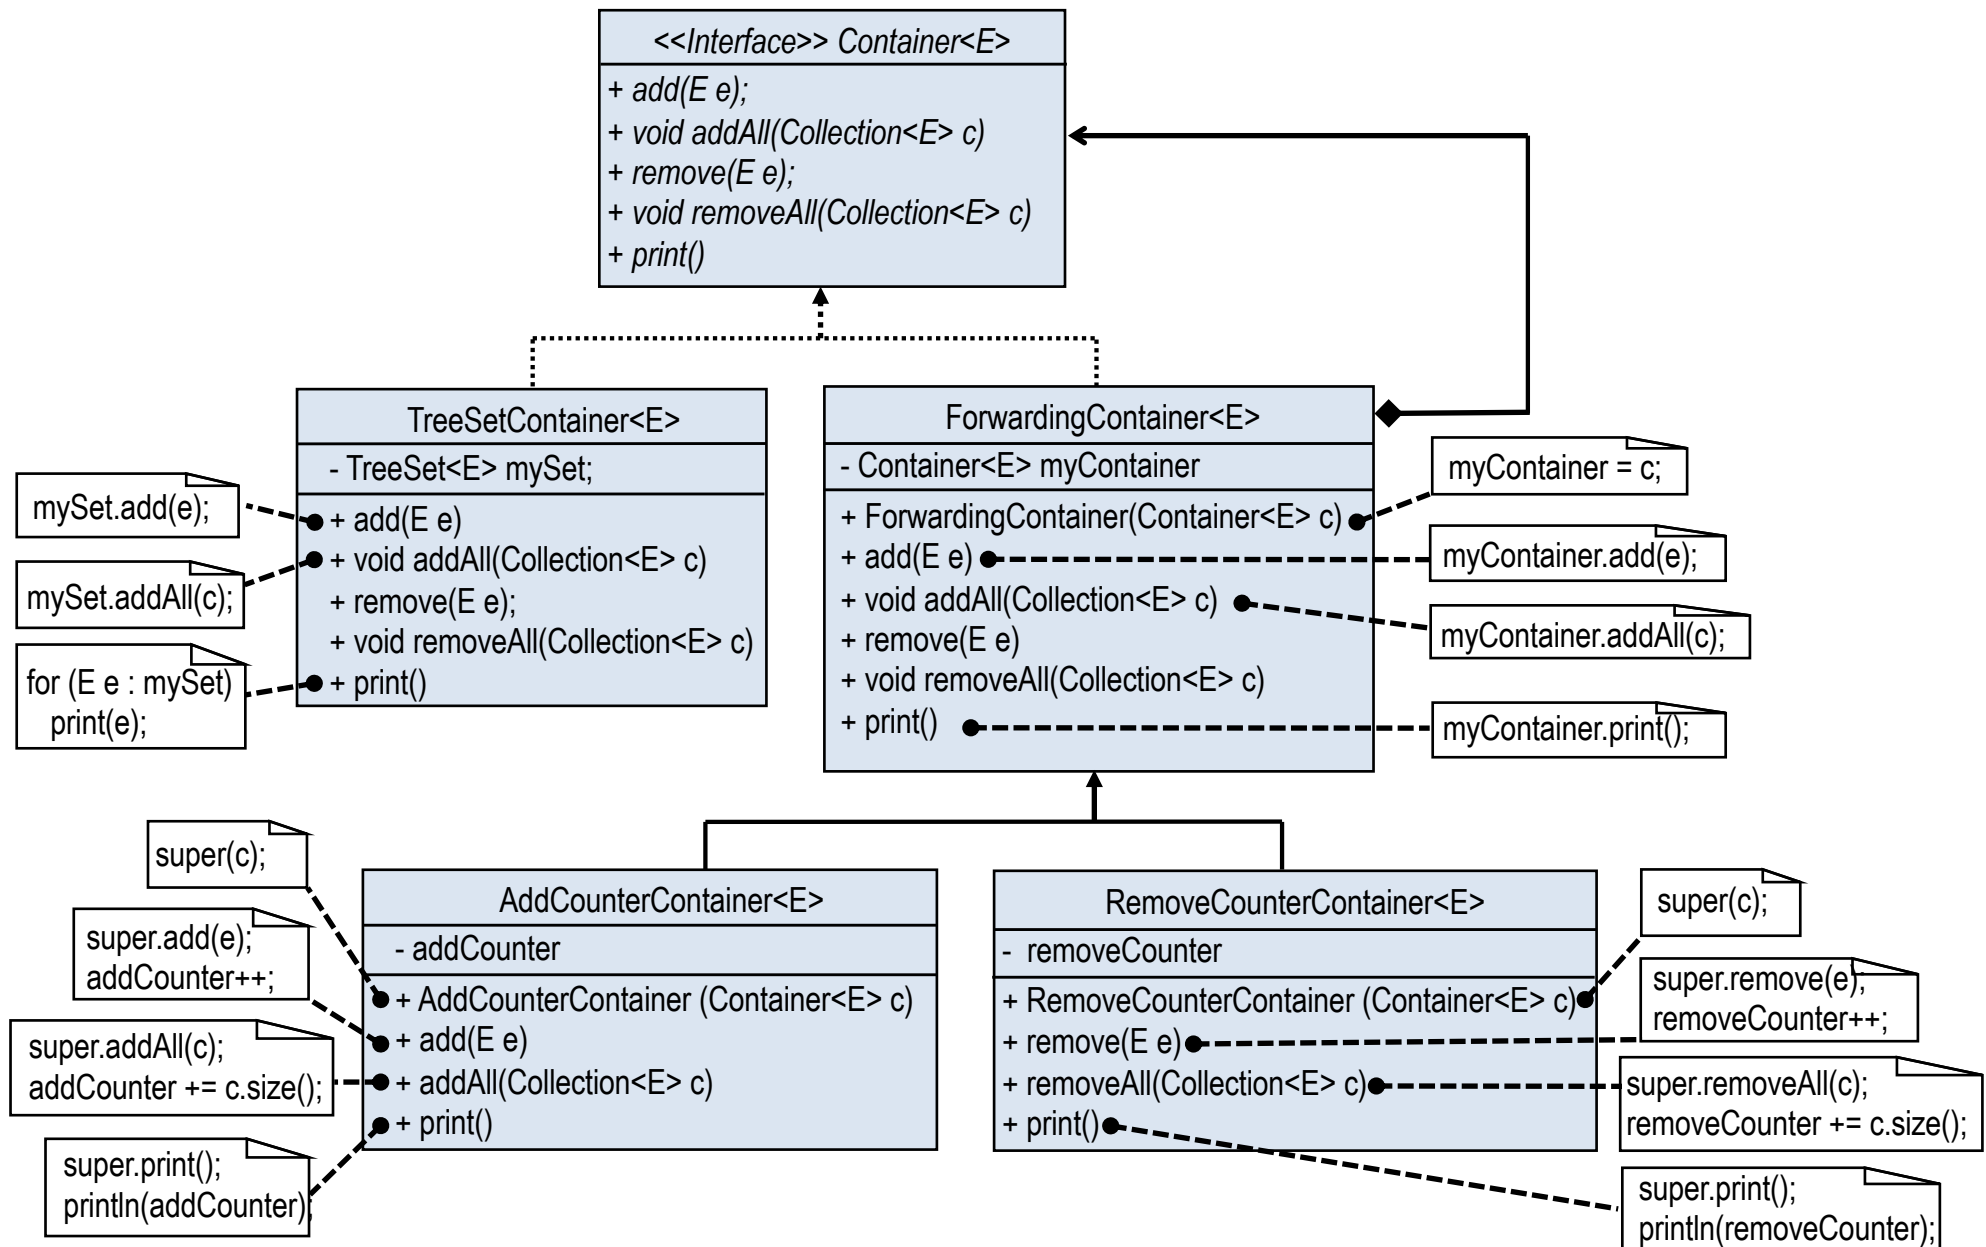 <<Interface>> Container<E>
+ add(E e);
+ void addAll(Collection<E> c)
+ remove(E e);
+ void removeAll(Collection<E> c)
+ print()
TreeSetContainer<E>
- TreeSet<E> mySet;
+ add(E e)
+ void addAll(Collection<E> c)
+ remove(E e);
+ void removeAll(Collection<E> c)
+ print()
mySet.add(e);
mySet.addAll(c);
for (E e : mySet)
print(e);
ForwardingContainer<E>
- Container<E> myContainer
+ ForwardingContainer(Container<E> c)
+ add(E e)
+ void addAll(Collection<E> c)
+ remove(E e)
+ void removeAll(Collection<E> c)
+ print()
myContainer = c;
myContainer.add(e);
myContainer.addAll(c);
myContainer.print();
super(c);
super.add(e);
addCounter++;
super.addAll(c);
addCounter += c.size();
super.print();
println(addCounter);
AddCounterContainer<E>
- addCounter
+ AddCounterContainer (Container<E> c)
+ add(E e)
+ addAll(Collection<E> c)
+ print()
RemoveCounterContainer<E>
- removeCounter
+ RemoveCounterContainer (Container<E> c)
+ remove(E e)
+ removeAll(Collection<E> c)
+ print()
super(c);
super.remove(e);
removeCounter++;
super.removeAll(c);
removeCounter += c.size();
super.print();
println(removeCounter);